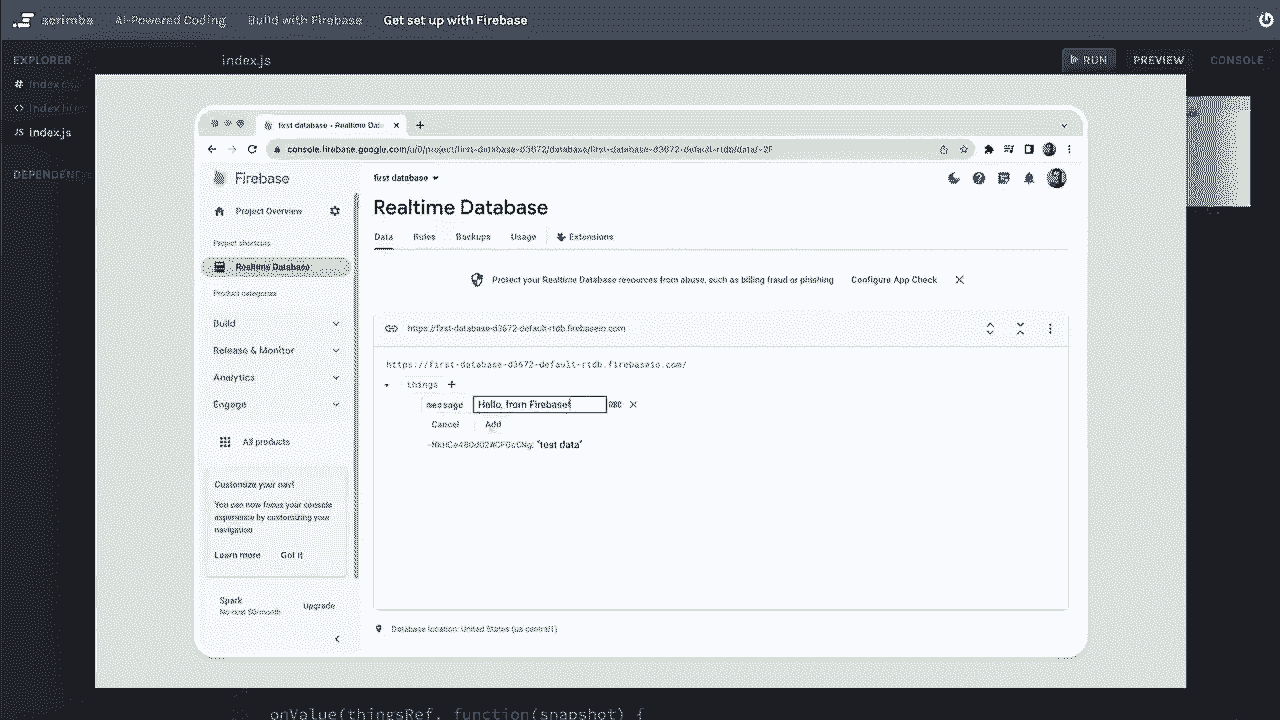 scrimba AI-Powered Coding Build with Firebase Get set up with Firebase
EXPLORER index.js RUN PREVIEW CONSOLE
index.css
index.html
JS index.js
first database - Realtime Dat
console.firebase.google.com/u/0/project/first-database-d3672/database/first-database-d3672-default-rtdb/data/~2F
Firebase first database
Project Overview Realtime Database
Project shortcuts Data Rules Backups Usage Extensions
Realtime Database
Product categories Protect your Realtime Database resources from abuse, such as billing fraud or phishing Configure App Check
Build https://first-database-d3672-default-rtdb.firebaseio.com
Release & Monitor
Analytics https://first-database-d3672-default-rtdb.firebaseio.com/
things
Engage message Hello, from Firebase!
Cancel Add
All products "test data"
Customize your nav!
You can now focus your console
experience by customizing your
navigation
Learn more Got it
Spark
No-cost $0/month Upgrade
Database location: United States (us-central1)
onValue(thingsRef, function(snapshot) {